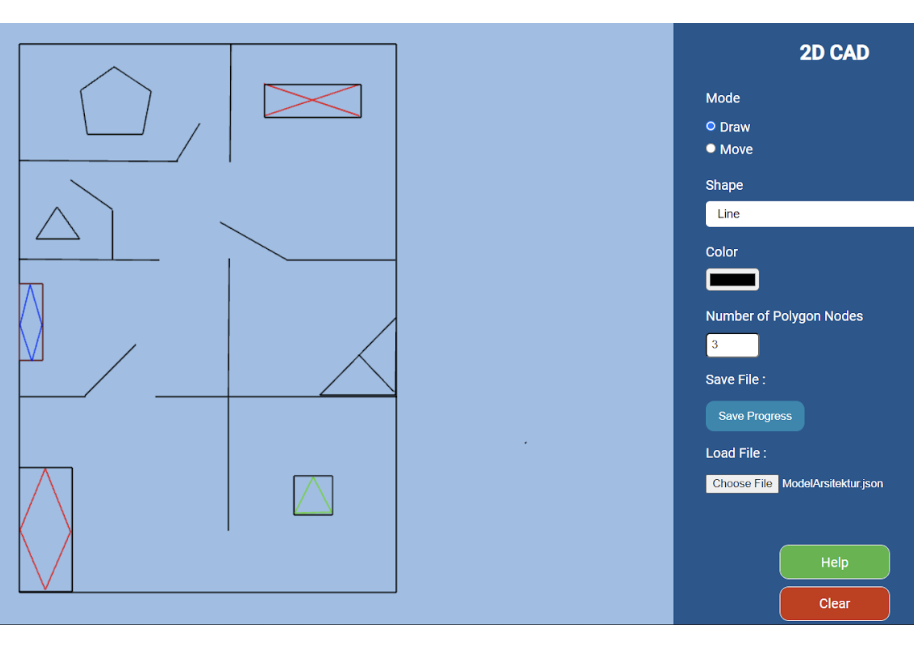 2D CAD
Mode
Draw
Move
Shape
Line
Color
Number of Polygon Nodes
3
Save File :
Save Progress
Load File :
Choose File ModelArsitektur.json
Help
Clear